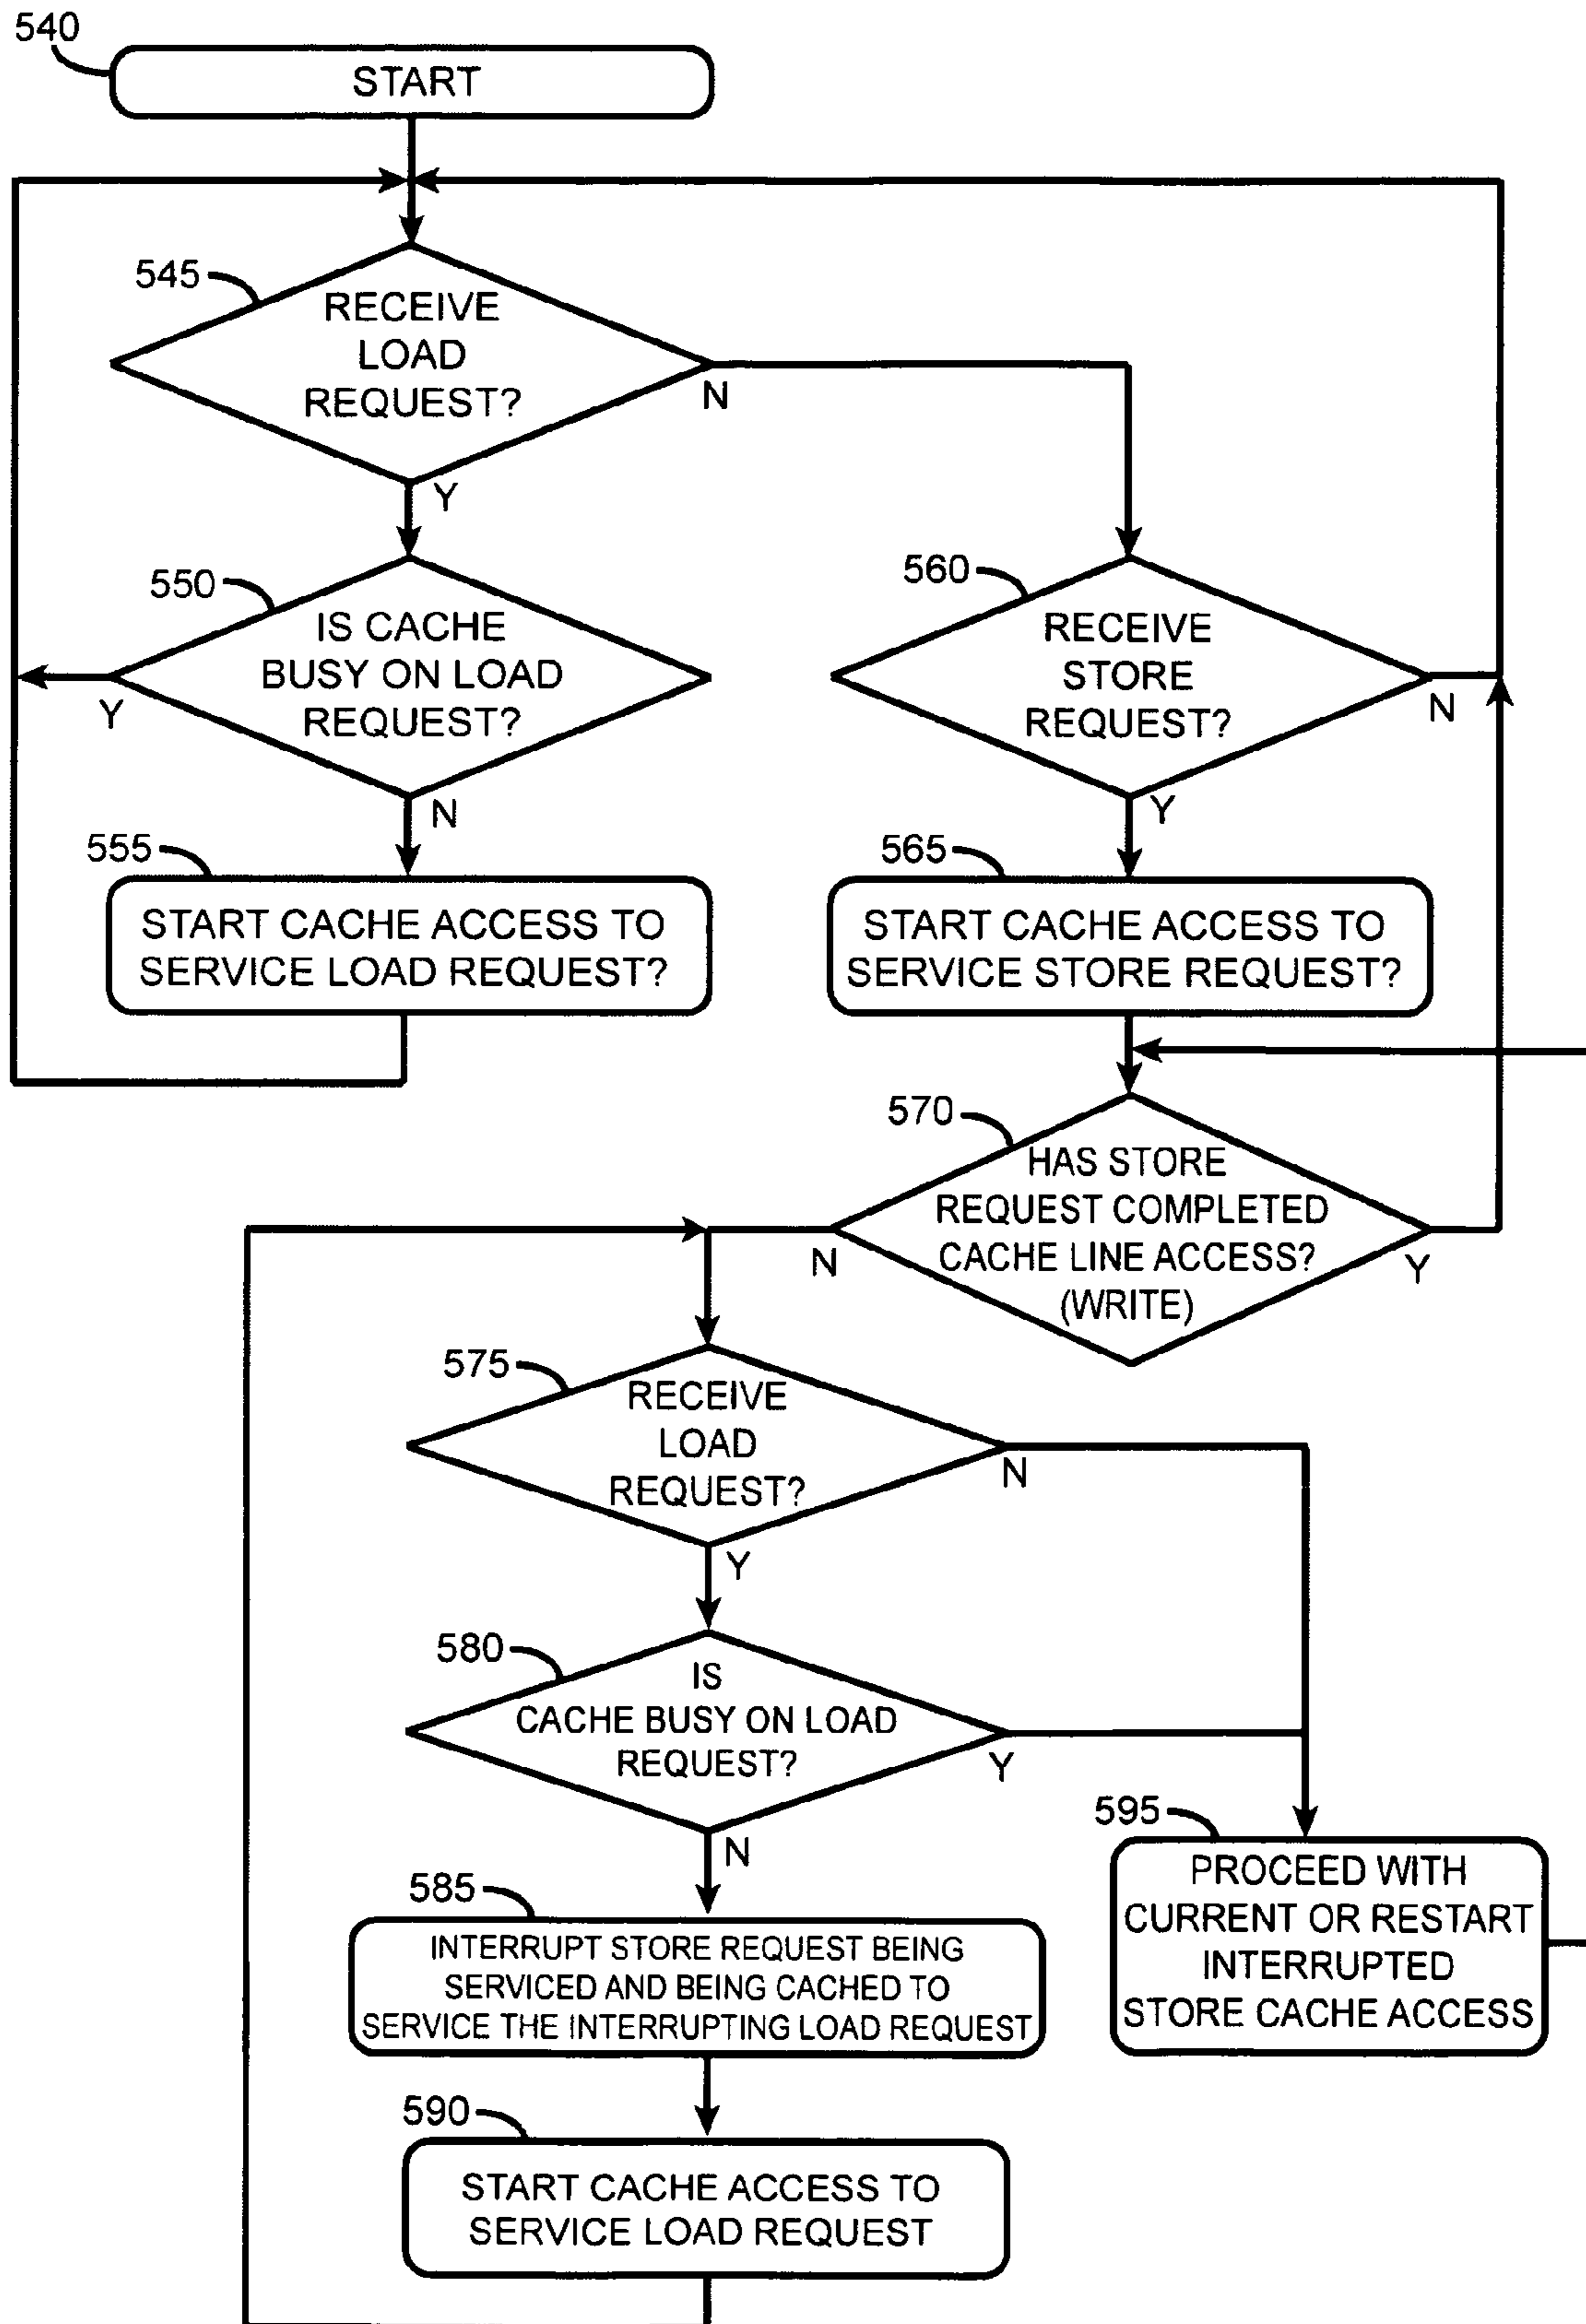 540
START
545
RECEIVE
LOAD
REQUEST?
N
Y
550
IS CACHE
BUSY ON LOAD
REQUEST?
Y
N
560
RECEIVE
STORE
REQUEST?
N
Y
555
START CACHE ACCESS TO
SERVICE LOAD REQUEST?
565
START CACHE ACCESS TO
SERVICE STORE REQUEST?
570
HAS STORE
REQUEST COMPLETED
CACHE LINE ACCESS?
(WRITE)
N
Y
575
RECEIVE
LOAD
REQUEST?
N
Y
580
IS
CACHE BUSY ON LOAD
REQUEST?
Y
N
595
PROCEED WITH
CURRENT OR RESTART
INTERRUPTED
STORE CACHE ACCESS
585
INTERRUPT STORE REQUEST BEING
SERVICED AND BEING CACHED TO
SERVICE THE INTERRUPTING LOAD REQUEST
590
START CACHE ACCESS TO
SERVICE LOAD REQUEST